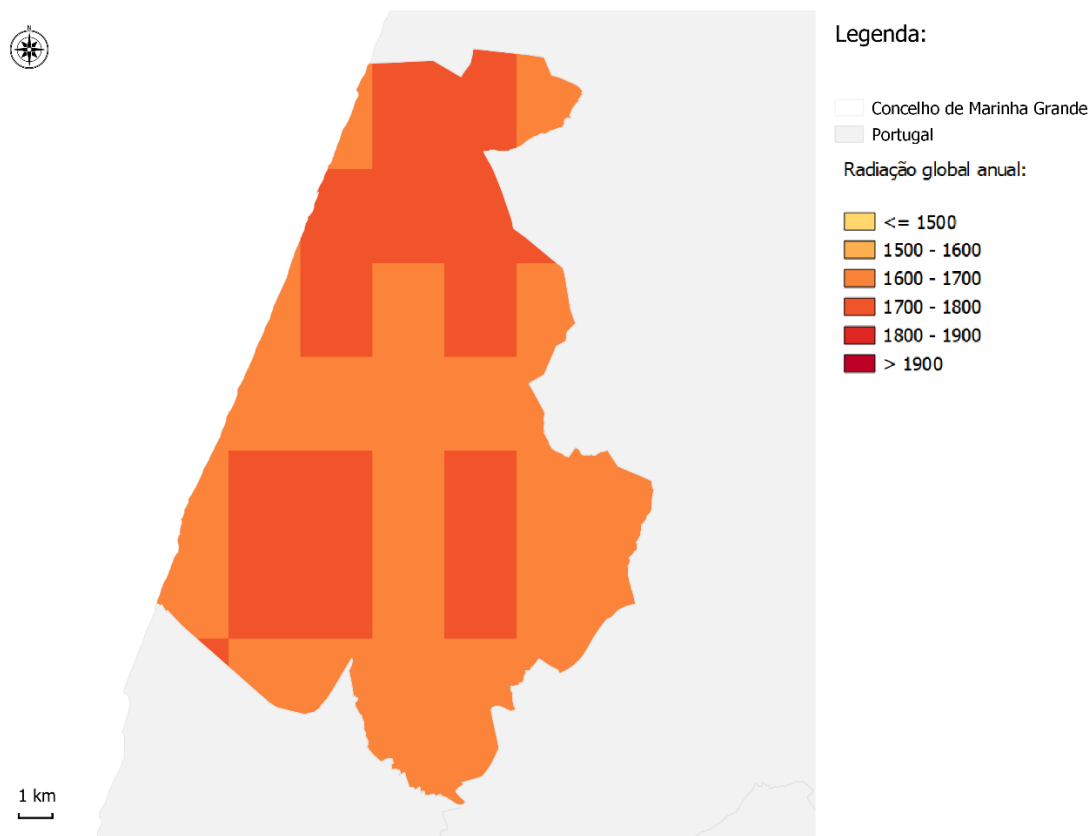 N
Legenda:
Concelho de Marinha Grande
Portugal
Radiação global anual:
<= 1500
1500 - 1600
1600 - 1700
1700 - 1800
1800 - 1900
> 1900
1 km